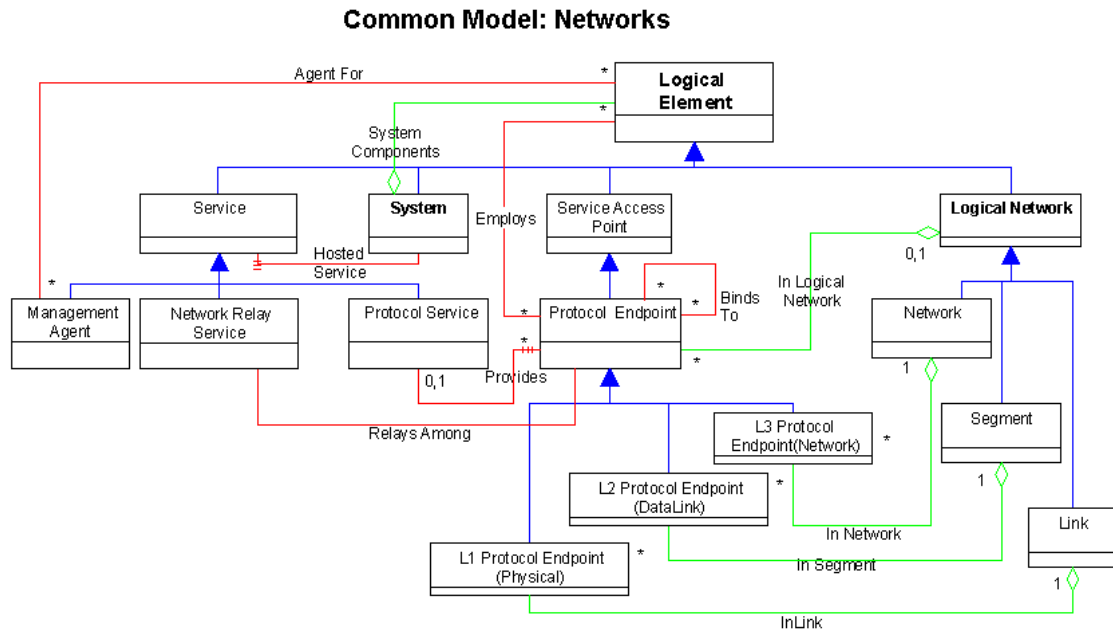 Common Model: Networks
Agent For
*
Logical
Element
*
System
Components
Service
System
Employs
Service Access
Point
Logical Network
0,1
Hosted
Service
In Logical
Network
*
*
*
Binds
To
Management
Agent
Network Relay
Service
Protocol Service
*
Protocol Endpoint
*
*
Network
0,1
Provides
1
Relays Among
L3 Protocol
Endpoint(Network)
*
Segment
L2 Protocol Endpoint
(DataLink)
*
1
In Network
Link
L1 Protocol Endpoint
(Physical)
*
In Segment
1
InLink